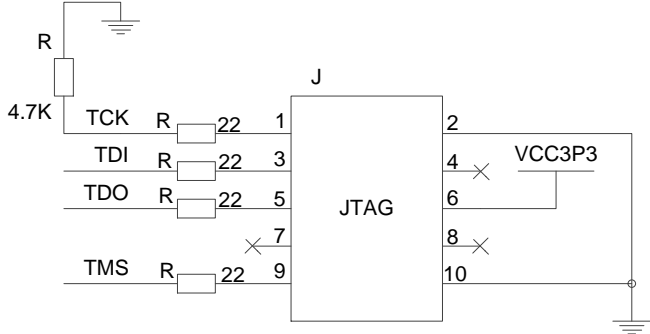 R
J
4.7K
TCK R 22 1 2
TDI R 22 3 4 VCC3P3
TDO R 22 5 JTAG 6
7 8
TMS R 22 9 10